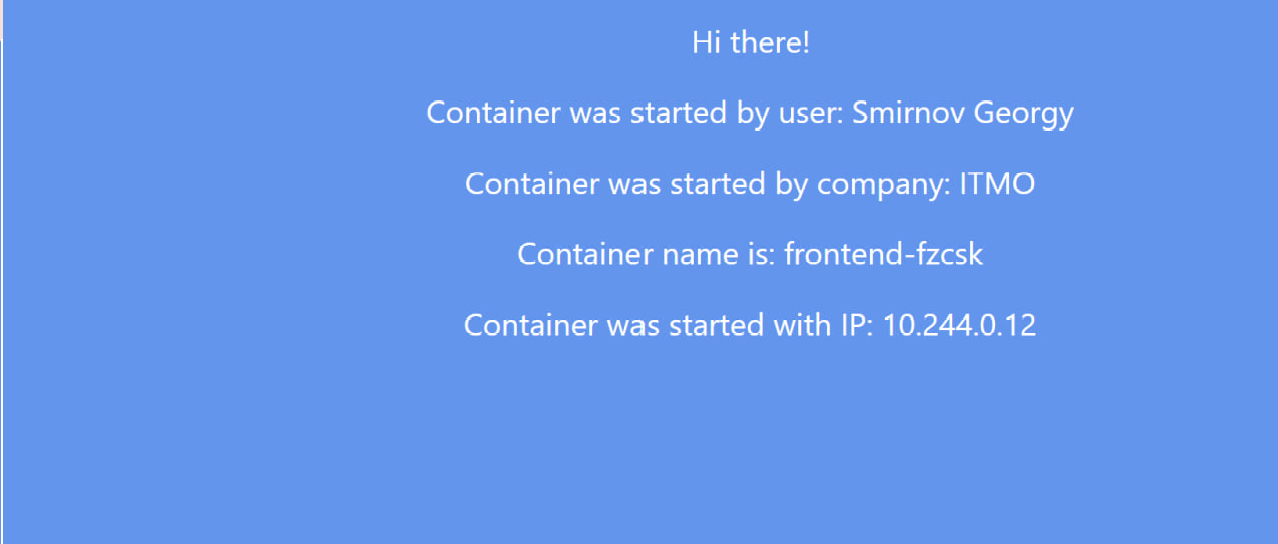 Hi there!
Container was started by user: Smirnov Georgy
Container was started by company: ITMO
Container name is: frontend-fzcsk
Container was started with IP: 10.244.0.12